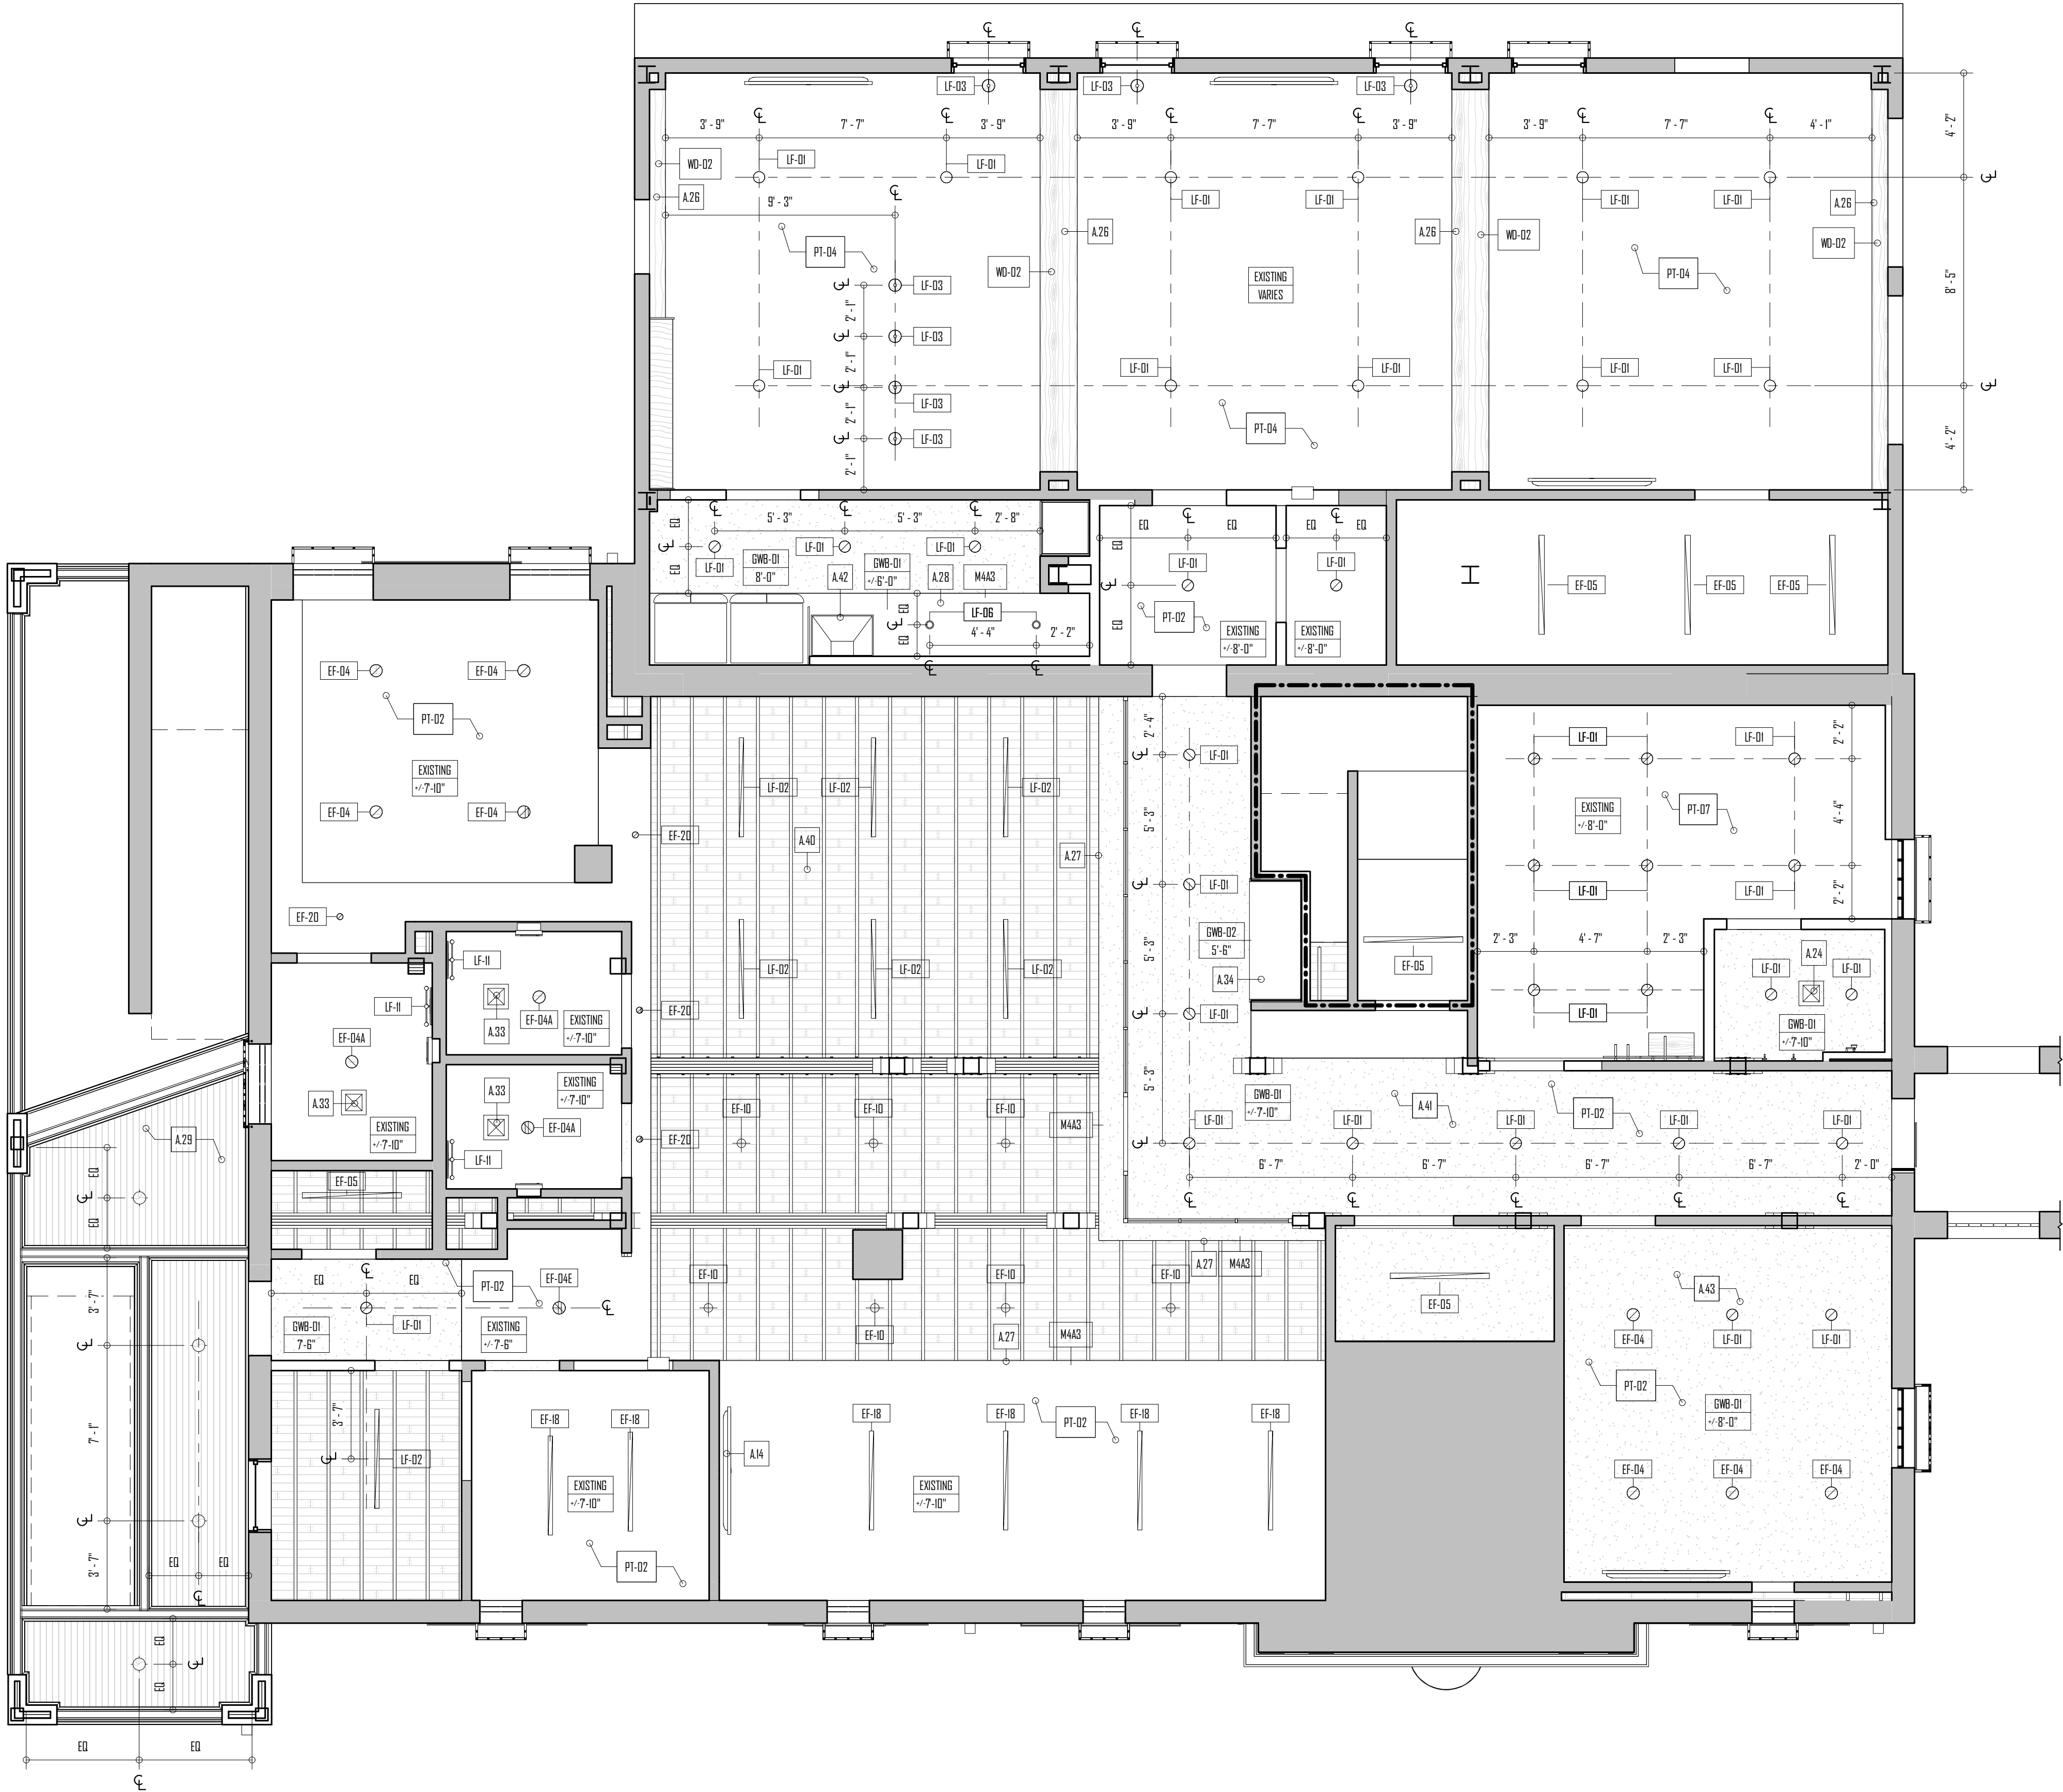 LF-03
LF-03
LF-03
3' - 9"
7' - 7"
3' - 9"
3' - 9"
7' - 7"
3' - 9"
3' - 9"
7' - 7"
4' - 1"
4' - 2"
WD-02
LF-01
LF-01
A.26
9' - 3"
LF-01
LF-01
LF-01
LF-01
A.26
PT-04
A.26
A.26
WD-02
WD-02
WD-02
EXISTING
VARIES
PT-04
8' - 5"
LF-03
2' - 1"
LF-03
2' - 1"
LF-01
LF-01
LF-01
LF-01
LF-01
LF-03
2' - 1"
PT-04
LF-03
2' - 1"
4' - 2"
EQ
5' - 3"
5' - 3"
2' - 8"
EQ
EQ
EQ
EQ
EQ
LF-01
LF-01
LF-01
GWB-01
8'-0"
GWB-01
+/-6'-0"
A.42
A.28
M4A3
EQ
LF-01
LF-01
EF-05
EF-05
EF-05
LF-06
EQ
EQ
4' - 4"
2' - 2"
PT-02
EQ
EXISTING
+/-8'-0"
EXISTING
+/-8'-0"
EF-04
EF-04
PT-02
EXISTING
+/-7'-10"
EF-04
EF-04
EF-20
LF-02
LF-02
LF-02
A.40
A.27
2' - 4"
LF-01
5' - 3"
LF-01
5' - 3"
GWB-02
5'-6"
A.34
LF-01
5' - 3"
EF-05
LF-01
LF-01
2' - 2"
EXISTING
+/-8'-0"
PT-07
4' - 4"
LF-01
LF-01
2' - 2"
2' - 3"
4' - 7"
2' - 3"
LF-01
A.24
LF-01
LF-01
GWB-01
+/-7'-10"
EF-20
LF-11
LF-11
A.33
EF-04A
EXISTING
+/-7'-10"
EF-20
LF-02
LF-02
LF-02
EF-04A
A.33
EXISTING
+/-7'-10"
A.33
EXISTING
+/-7'-10"
EF-04A
LF-11
EF-20
EF-10
EF-10
EF-10
M4A3
GWB-01
+/-7'-10"
A.41
PT-02
LF-01
LF-01
LF-01
LF-01
LF-01
6' - 7"
6' - 7"
6' - 7"
6' - 7"
2' - 0"
A.29
EQ
EQ
EF-05
EQ
EQ
PT-02
EF-04E
GWB-01
7'-6"
LF-01
EXISTING
+/-7'-6"
EF-10
EF-10
EF-10
EF-10
A.27
M4A3
A.27
M4A3
EF-05
A.43
EF-04
LF-01
LF-01
PT-02
GWB-01
+/-8'-0"
EF-04
EF-04
EF-04
3' - 7"
7' - 1"
3' - 7"
EQ
EQ
3' - 7"
LF-02
EF-18
EF-18
EXISTING
+/-7'-10"
PT-02
A.14
EF-18
EF-18
EF-18
EF-18
PT-02
EXISTING
+/-7'-10"
EQ
EQ
EQ
EQ